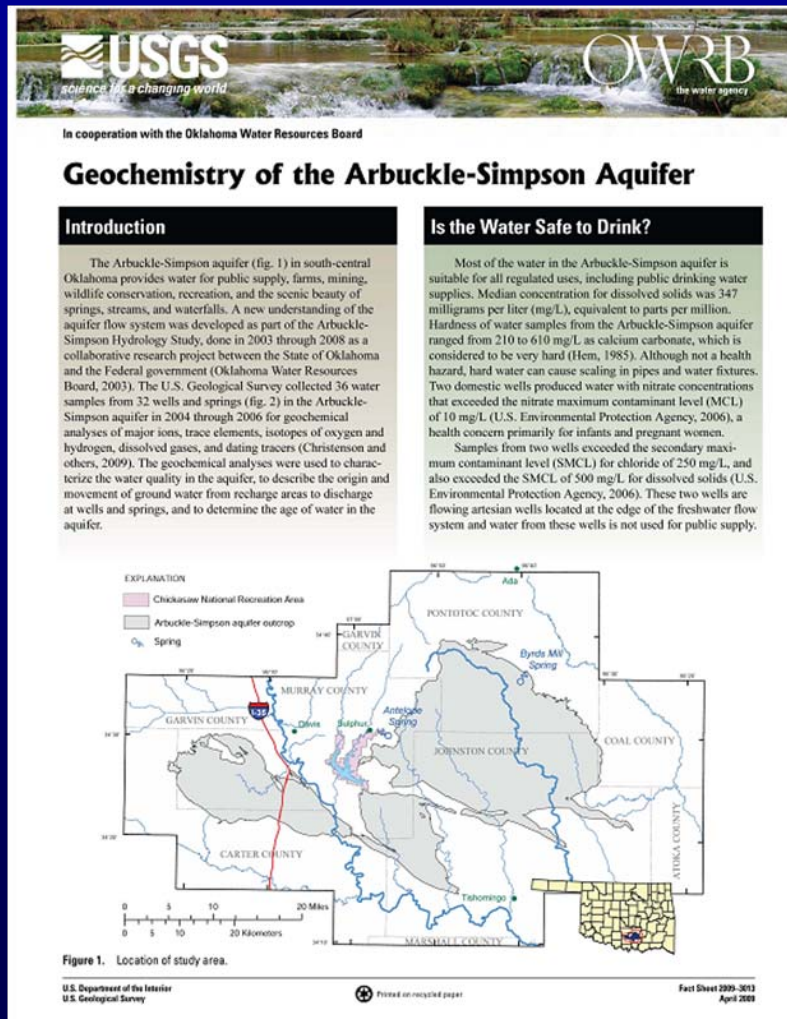 USGS
science for a changing world
OWRB
the water agency
In cooperation with the Oklahoma Water Resources Board
Geochemistry of the Arbuckle-Simpson Aquifer
Introduction
The Arbuckle-Simpson aquifer (fig. 1) in south-central
Oklahoma provides water for public supply, farms, mining,
wildlife conservation, recreation, and the scenic beauty of
springs, streams, and waterfalls. A new understanding of the
aquifer flow system was developed as part of the Arbuckle-
Simpson Hydrology Study, done in 2003 through 2008 as a
collaborative research project between the State of Oklahoma
and the Federal government (Oklahoma Water Resources
Board, 2003). The U.S. Geological Survey collected 36 water
samples from 32 wells and springs (fig. 2) in the Arbuckle-
Simpson aquifer in 2004 through 2006 for geochemical
analyses of major ions, trace elements, isotopes of oxygen and
hydrogen, dissolved gases, and dating tracers (Christenson and
others, 2009). The geochemical analyses were used to charac-
terize the water quality in the aquifer, to describe the origin and
movement of ground water from recharge areas to discharge
at wells and springs, and to determine the age of water in the
aquifer.
Is the Water Safe to Drink?
Most of the water in the Arbuckle-Simpson aquifer is
suitable for all regulated uses, including public drinking water
supplies. Median concentration for dissolved solids was 347
milligrams per liter (mg/L), equivalent to parts per million.
Hardness of water samples from the Arbuckle-Simpson aquifer
ranged from 210 to 610 mg/L as calcium carbonate, which is
considered to be very hard (Hem, 1985). Although not a health
hazard, hard water can cause scaling in pipes and water fixtures.
Two domestic wells produced water with nitrate concentrations
that exceeded the nitrate maximum contaminant level (MCL)
of 10 mg/L (U.S. Environmental Protection Agency, 2006), a
health concern primarily for infants and pregnant women.
Samples from two wells exceeded the secondary maxi-
mum contaminant level (SMCL) for chloride of 250 mg/L, and
also exceeded the SMCL of 500 mg/L for dissolved solids (U.S.
Environmental Protection Agency, 2006). These two wells are
flowing artesian wells located at the edge of the freshwater flow
system and water from these wells is not used for public supply.
EXPLANATION
Chickasaw National Recreation Area
Arbuckle-Simpson aquifer outcrop
Spring
Ada
PONTOTOC COUNTY
GARVIN
COUNTY
Byrds Mill
Spring
MURRAY COUNTY
Antelope
Spring
GARVIN COUNTY
I-35
Davis
Sulphur
JOHNSTON COUNTY
COAL COUNTY
ATOKA COUNTY
CARTER COUNTY
Tishomingo
MARSHALL COUNTY
0 5 10 20 Miles
0 5 10 20 Kilometers
Figure 1. Location of study area.
U.S. Department of the Interior
U.S. Geological Survey
Printed on recycled paper
Fact Sheet 2009–3013
April 2009